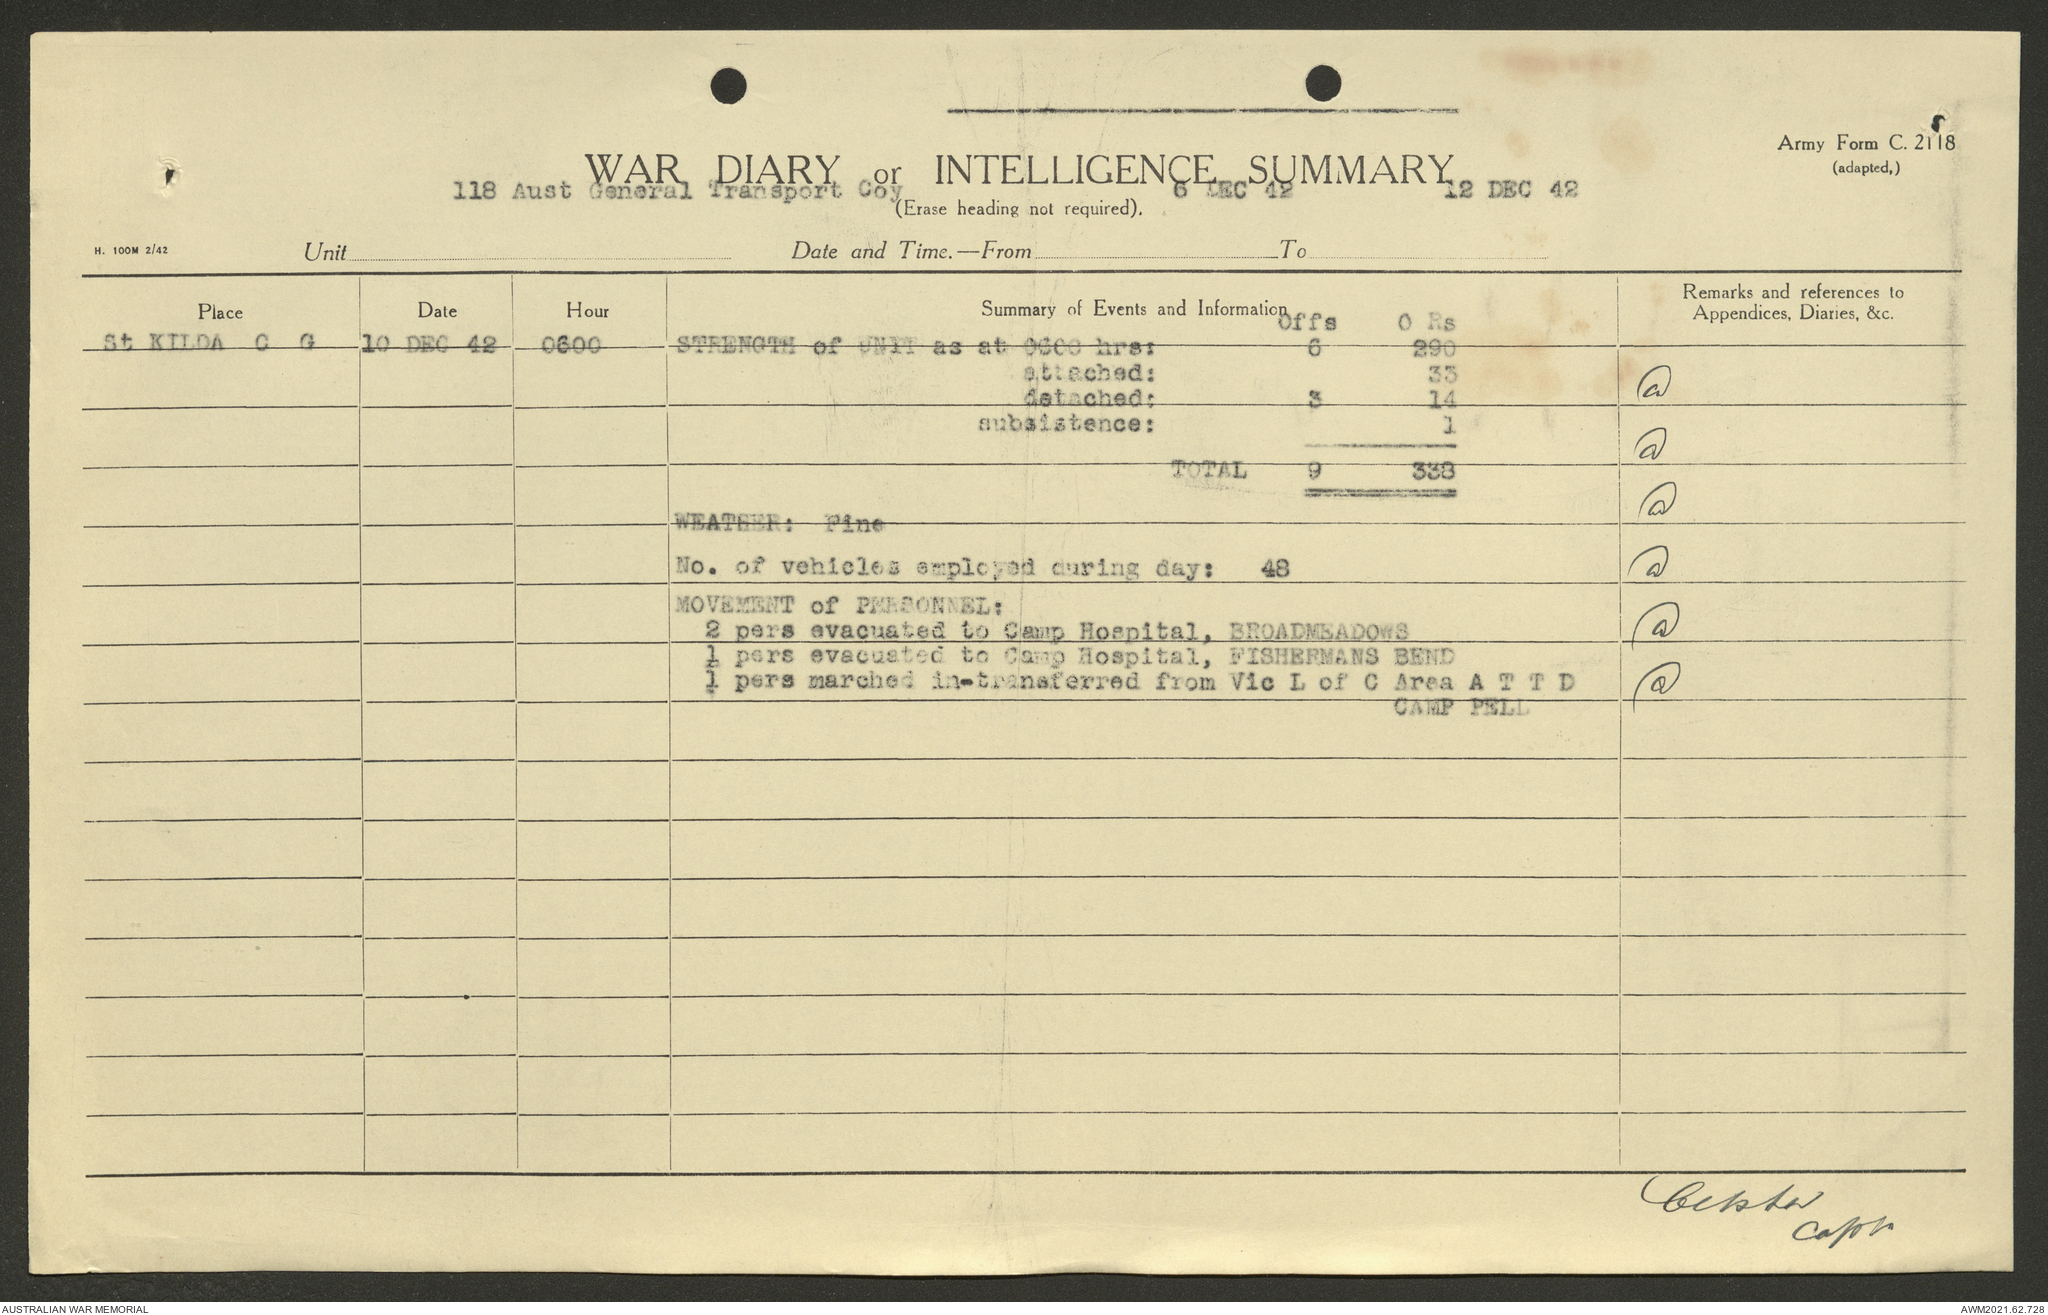 Army Form C. 2118
(adapted,)
WAR DIARY or INTELLIGENCE SUMMARY
118 Aust General Transport Coy 6 DEC 42 12 DEC 42
(Erase heading not required).
H. 100M 2/42 Unit Date and Time.—From To
Place Date Hour Summary of Events and Information Remarks and references to
Appendices, Diaries, &c.
Offs O Rs
St KILDA C G 10 DEC 42 0600 STRENGTH of UNIT as at 0600 hrs: 6 290
attached: 33
detached: 3 14
subsistence: 1
TOTAL 9 338
WEATHER: Fine
No. of vehicles employed during day: 48
MOVEMENT of PERSONNEL:
2 pers evacuated to Camp Hospital, BROADMEADOWS
1 pers evacuated to Camp Hospital, FISHERMANS BEND
1 pers marched in-transferred from Vic L of C Area A T T D
CAMP PELL
Capt
AUSTRALIAN WAR MEMORIAL AWM2021.62.728